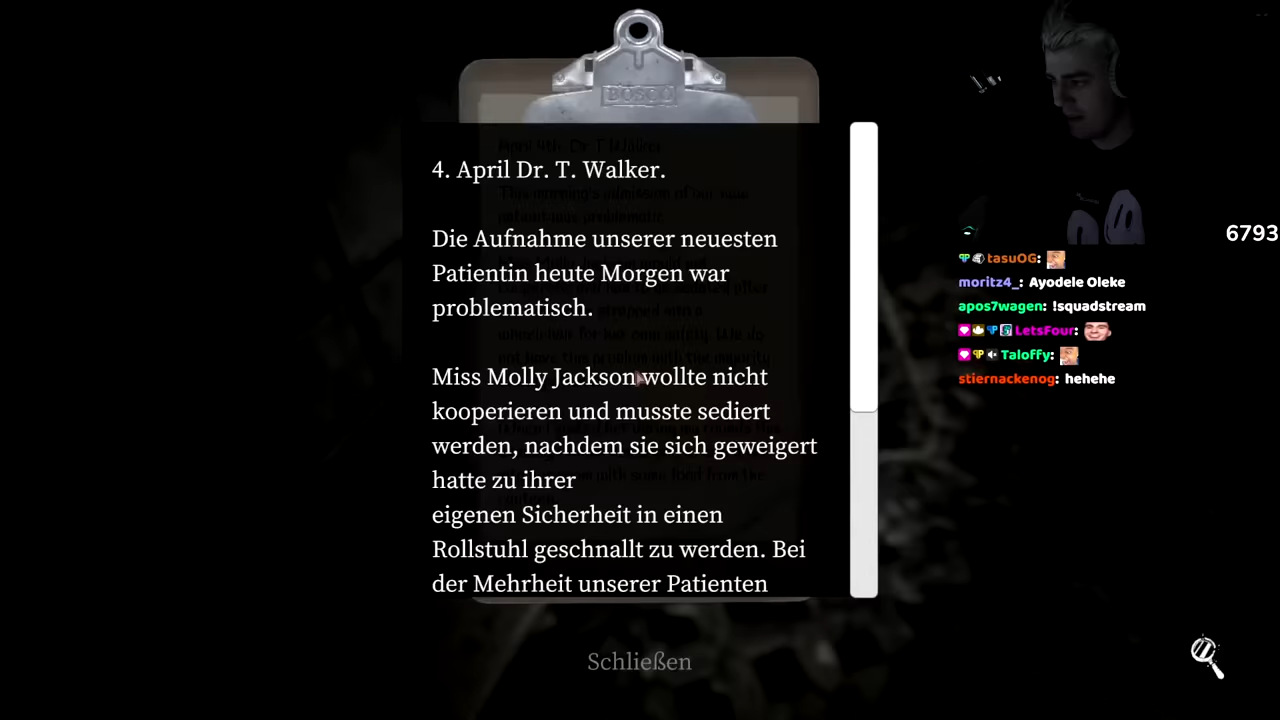 BOSCO
4. April Dr. T. Walker.
Die Aufnahme unserer neuesten
Patientin heute Morgen war
problematisch.
Miss Molly Jackson wollte nicht
kooperieren und musste sediert
werden, nachdem sie sich geweigert
hatte zu ihrer
eigenen Sicherheit in einen
Rollstuhl geschnallt zu werden. Bei
der Mehrheit unserer Patienten
Schließen
6793
tasuOG:
moritz4_: Ayodele Oleke
apos7wagen: !squadstream
LetsFour:
Taloffy:
stiernackenog: hehehe